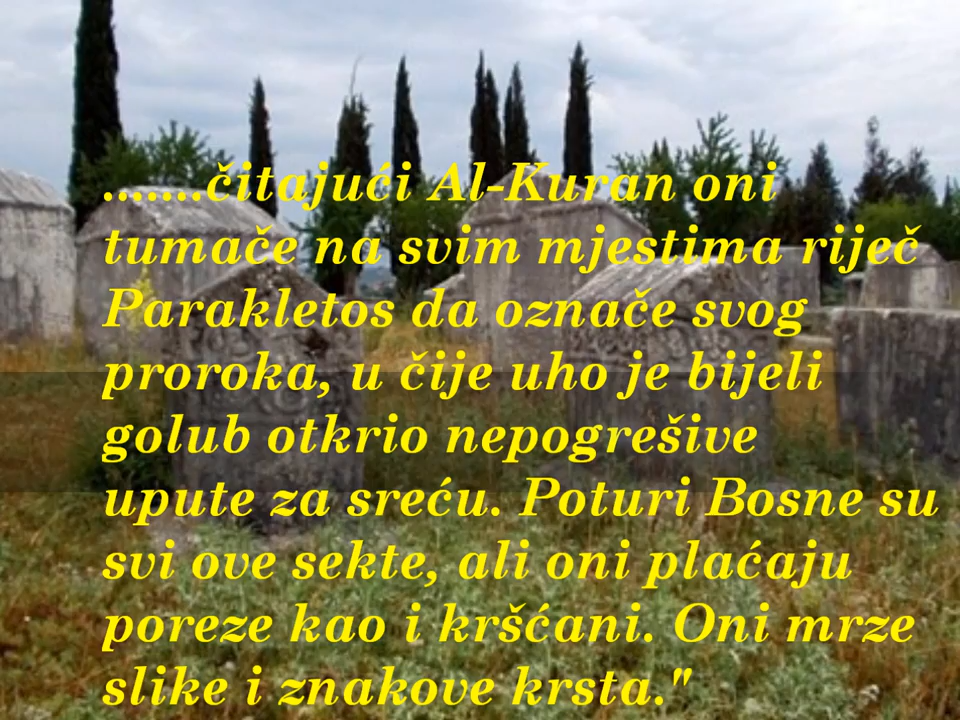 .......čitajući Al-Kuran oni
tumače na svim mjestima riječ
Parakletos da označe svog
proroka, u čije uho je bijeli
golub otkrio nepogrešive
upute za sreću. Poturi Bosne su
svi ove sekte, ali oni plaćaju
poreze kao i kršćani. Oni mrze
slike i znakove krsta."